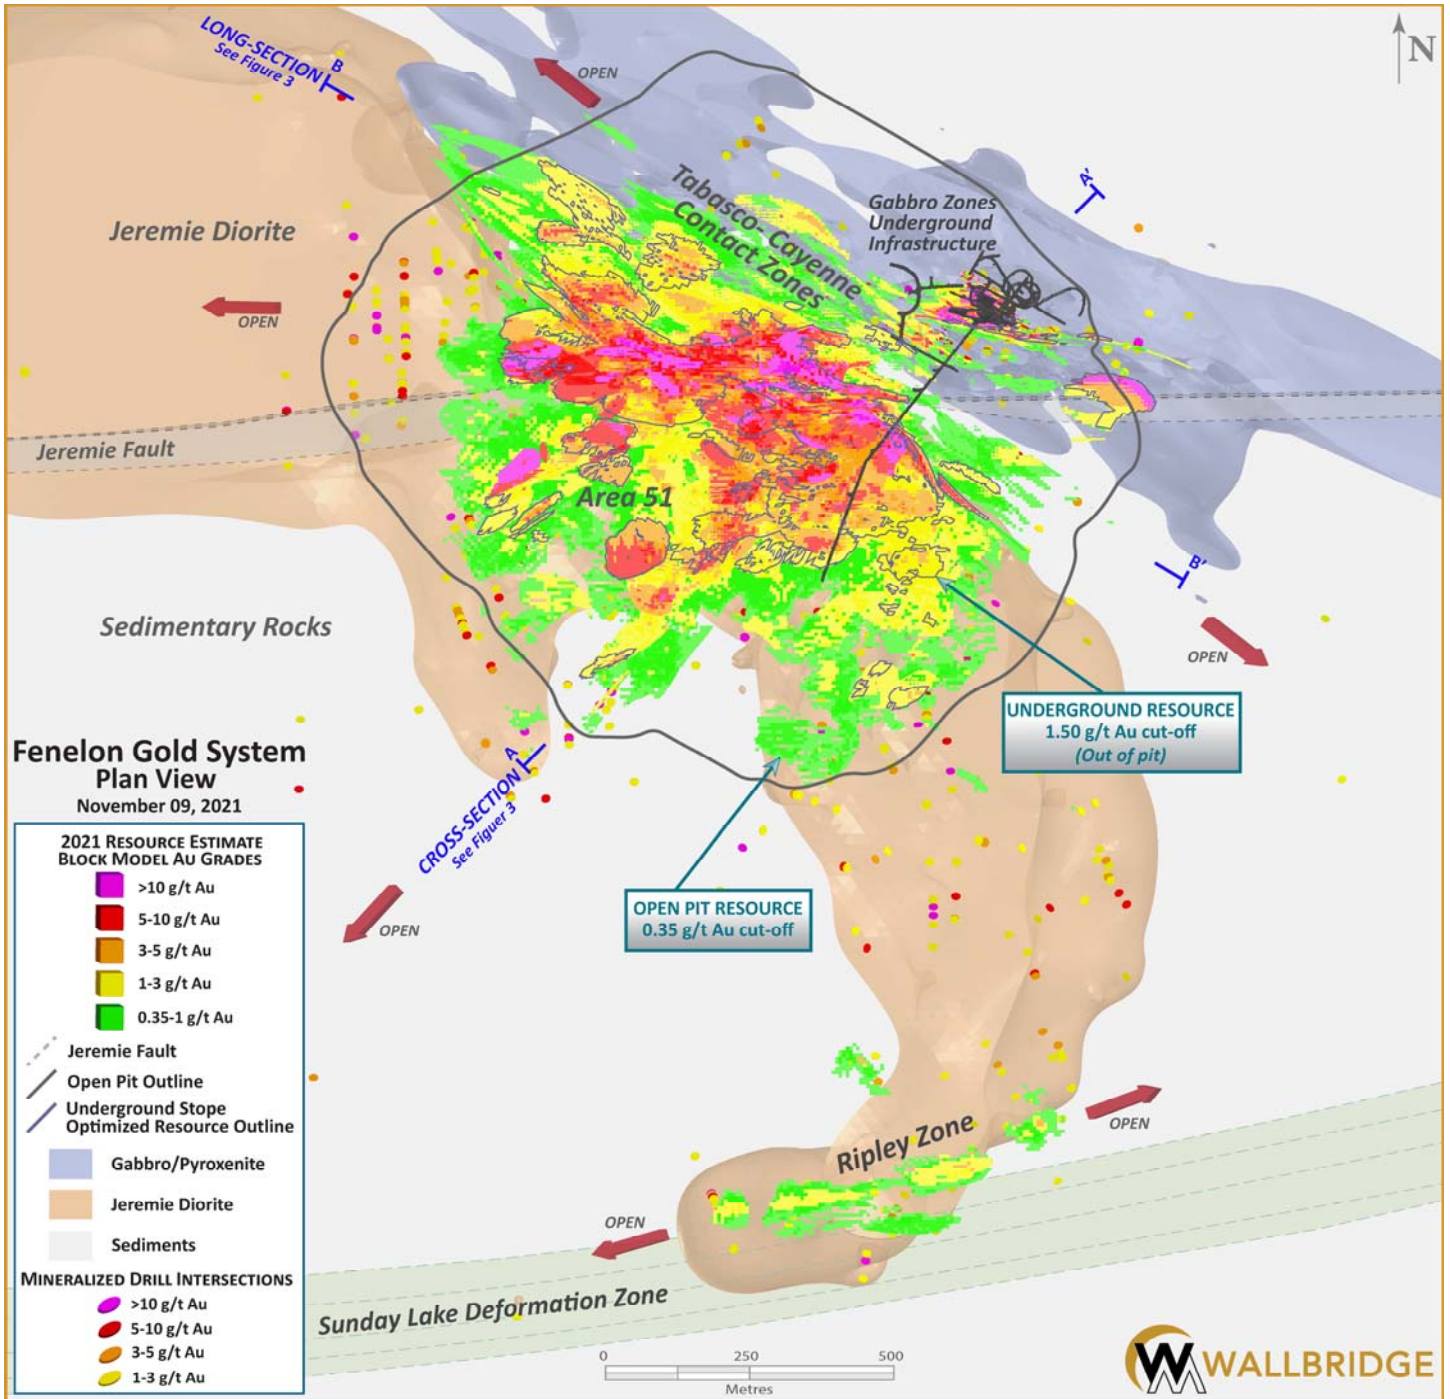 LONG-SECTION
See Figure 3
B
OPEN
N
A'
Tabasco-Cayenne
Contact Zones
Gabbro Zones
Underground
Infrastructure
Jeremie Diorite
OPEN
Jeremie Fault
Area 51
B'
Sedimentary Rocks
OPEN
UNDERGROUND RESOURCE
1.50 g/t Au cut-off
(Out of pit)
A
CROSS-SECTION
See Figuer 3
OPEN PIT RESOURCE
0.35 g/t Au cut-off
OPEN
Fenelon Gold System
Plan View
November 09, 2021
2021 RESOURCE ESTIMATE
BLOCK MODEL AU GRADES
>10 g/t Au
5-10 g/t Au
3-5 g/t Au
1-3 g/t Au
0.35-1 g/t Au
Jeremie Fault
Open Pit Outline
Underground Stope
Optimized Resource Outline
Gabbro/Pyroxenite
Jeremie Diorite
Sediments
MINERALIZED DRILL INTERSECTIONS
>10 g/t Au
5-10 g/t Au
3-5 g/t Au
1-3 g/t Au
Ripley Zone
OPEN
OPEN
Sunday Lake Deformation Zone
0 250 500
Metres
WALLBRIDGE